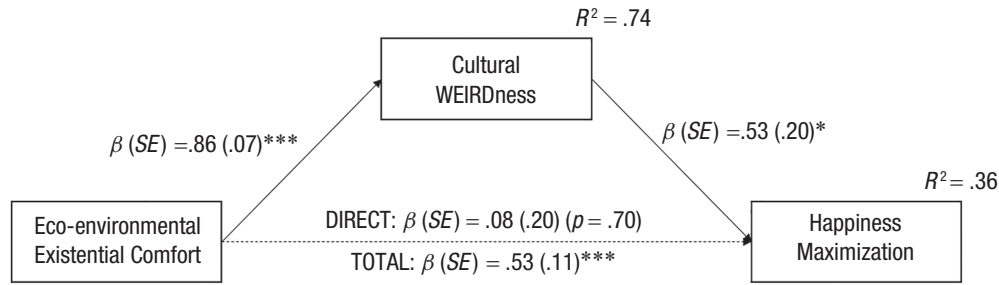 R² = .74
Cultural
WEIRDness
β (SE) =.86 (.07)***
β (SE) =.53 (.20)*
R² = .36
Eco-environmental
Existential Comfort
DIRECT: β (SE) = .08 (.20) (p = .70)
TOTAL: β (SE) = .53 (.11)***
Happiness
Maximization